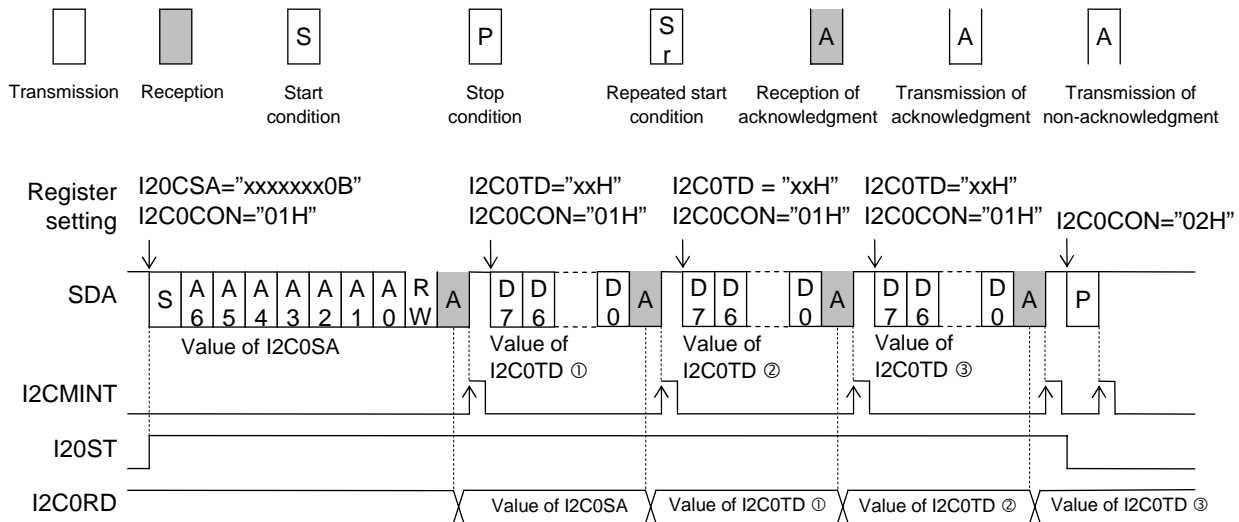 S
P
S
r
A
A
A
Transmission
Reception
Start
condition
Stop
condition
Repeated start
condition
Reception of
acknowledgment
Transmission of
acknowledgment
Transmission of
non-acknowledgment
Register
setting
I20CSA="xxxxxxx0B"
I2C0CON="01H"
I2C0TD="xxH"
I2C0CON="01H"
I2C0TD = "xxH"
I2C0CON="01H"
I2C0TD="xxH"
I2C0CON="01H"
I2C0CON="02H"
SDA
S
A
6
A
5
A
4
A
3
A
2
A
1
A
0
R
W
A
D
7
D
6
D
0
A
D
7
D
6
D
0
A
D
7
D
6
D
0
A
P
Value of I2C0SA
Value of
I2C0TD ①
Value of
I2C0TD ②
Value of
I2C0TD ③
I2CMINT
I20ST
I2C0RD
Value of I2C0SA
Value of I2C0TD ①
Value of I2C0TD ②
Value of I2C0TD ③